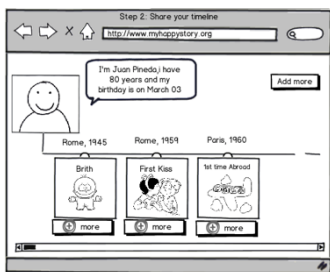 Step 2: Share your timeline
http://www.myhappystory.org
I'm Juan Pineda,i have
80 years and my
birthday is on March 03
Add more
Rome, 1945
Rome, 1959
Paris, 1960
Brith
First Kiss
1st time Abroad
more
more
more